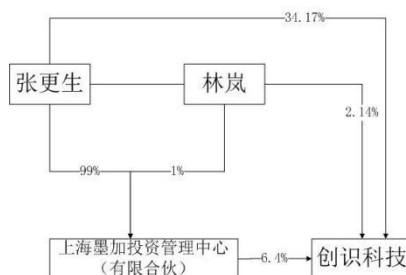 34.17%
张更生
林岚
2.14%
99%
1%
上海墨加投资管理中心
（有限合伙）
6.4%
创识科技